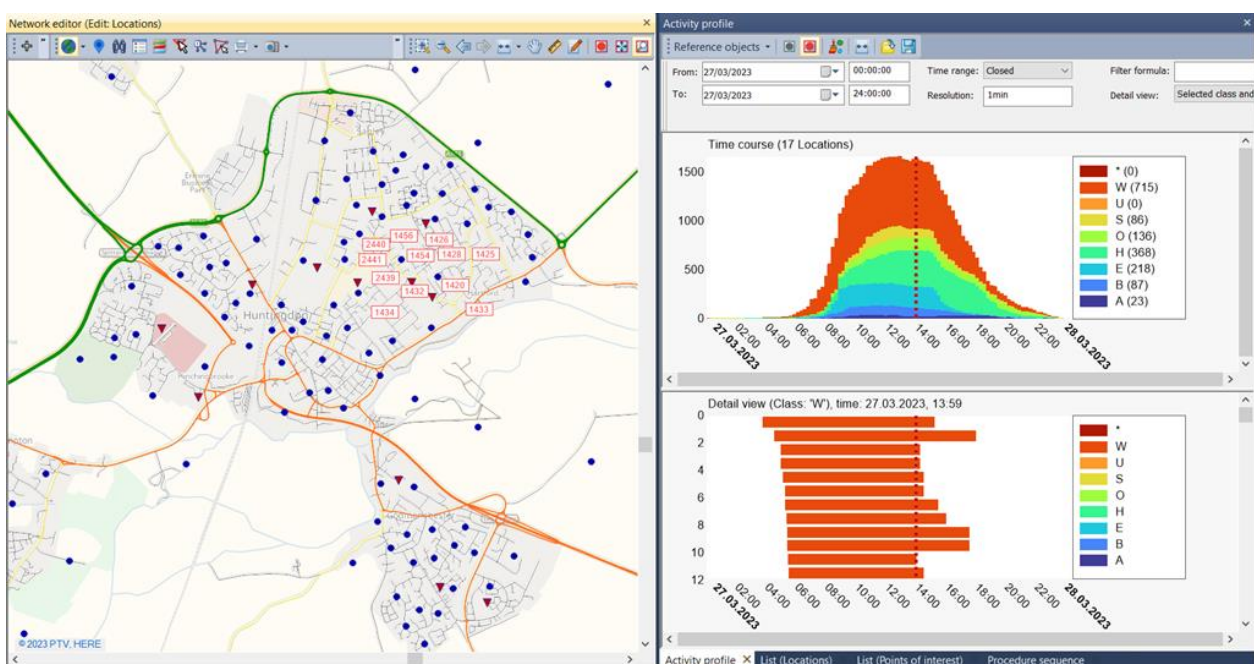 Network editor (Edit: Locations)
Huntingdon
Hinchingbrooke
1456
1426
2440
1454
1428
1425
2441
2439
1420
1432
1434
1433
© 2023 PTV, HERE
Activity profile
Reference objects
From: 27/03/2023 00:00:00 Time range: Closed Filter formula:
To: 27/03/2023 24:00:00 Resolution: 1min Detail view: Selected class and
Time course (17 Locations)
1500
1000
500
0
27.03.2023 02:00 04:00 06:00 08:00 10:00 12:00 14:00 16:00 18:00 20:00 22:00 28.03.2023
* (0)
W (715)
U (0)
S (86)
O (136)
H (368)
E (218)
B (87)
A (23)
Detail view (Class: 'W'), time: 27.03.2023, 13:59
0
2
4
6
8
10
12
27.03.2023 02:00 04:00 06:00 08:00 10:00 12:00 14:00 16:00 18:00 20:00 22:00 28.03.2023
*
W
U
S
O
H
E
B
A
Activity profile List (Locations) List (Points of interest) Procedure sequence